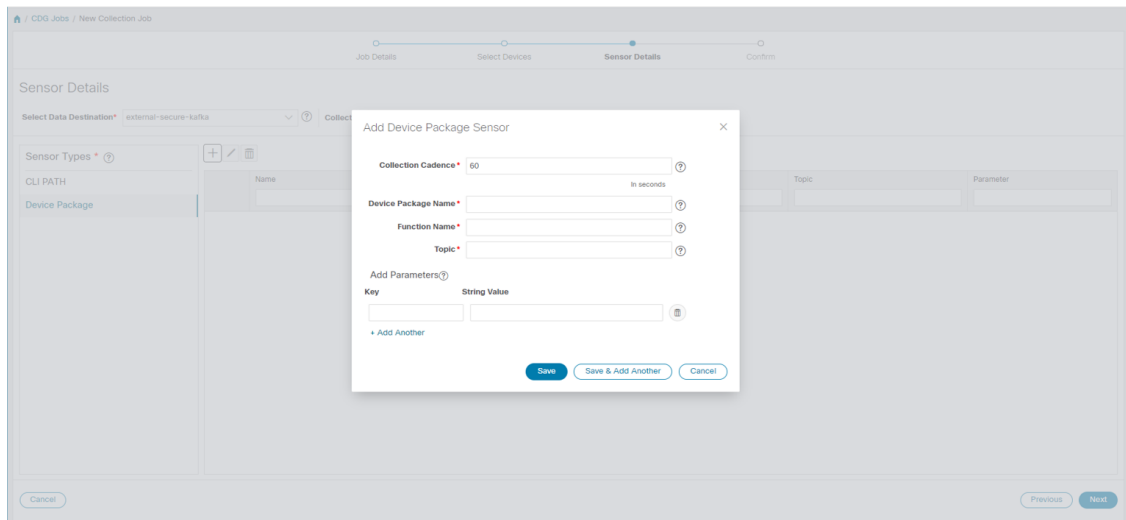 / CDG Jobs / New Collection Job
Job Details Select Devices Sensor Details Confirm
Sensor Details
Select Data Destination* external-secure-kafka Collect
Add Device Package Sensor
Sensor Types *
CLI PATH
Device Package
Name Topic Parameter
Collection Cadence* 60
In seconds
Device Package Name*
Function Name*
Topic*
Add Parameters
Key String Value
+ Add Another
Save Save & Add Another Cancel
Cancel Previous Next